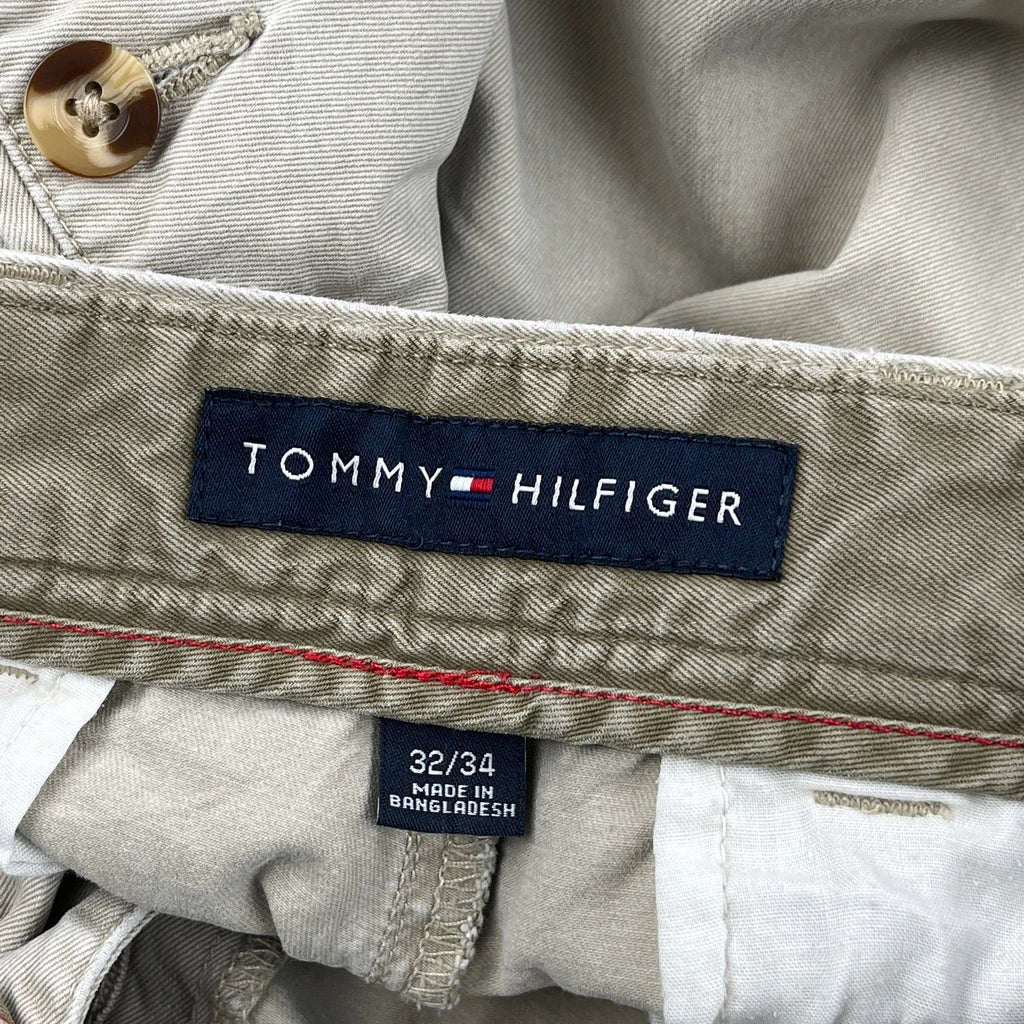 TOMMY HILFIGER
32/34
MADE IN
BANGLADESH